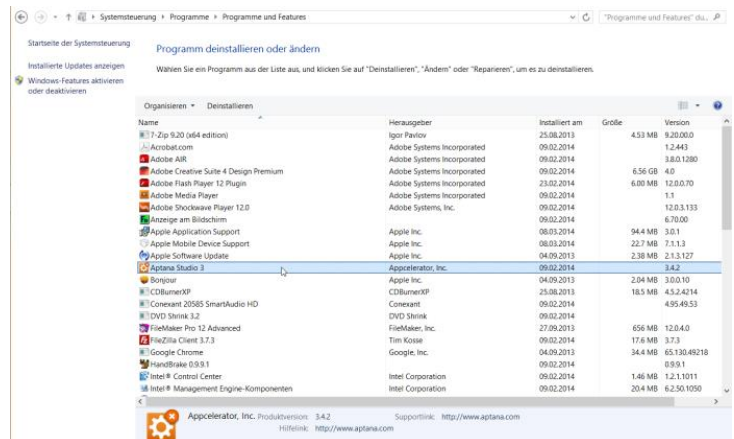 Systemsteuerung Programme Programme und Features "Programme und Features" du...
Startseite der Systemsteuerung
Installierte Updates anzeigen
Windows-Features aktivieren
oder deaktivieren
Programm deinstallieren oder ändern
Wählen Sie ein Programm aus der Liste aus, und klicken Sie auf "Deinstallieren", "Ändern" oder "Reparieren", um es zu deinstallieren.
Organisieren Deinstallieren
Name Herausgeber Installiert am Größe Version
7-Zip 9.20 (x64 edition) Igor Pavlov 25.08.2013 4.53 MB 9.20.00.0
Acrobat.com Adobe Systems Incorporated 09.02.2014 1.2.443
Adobe AIR Adobe Systems Incorporated 09.02.2014 3.8.0.1280
Adobe Creative Suite 4 Design Premium Adobe Systems Incorporated 09.02.2014 6.56 GB 4.0
Adobe Flash Player 12 Plugin Adobe Systems Incorporated 23.02.2014 6.00 MB 12.0.0.70
Adobe Media Player Adobe Systems Incorporated 09.02.2014 1.1
Adobe Shockwave Player 12.0 Adobe Systems, Inc. 09.02.2014 12.0.3.133
Anzeige am Bildschirm 09.02.2014 6.70.00
Apple Application Support Apple Inc. 08.03.2014 94.4 MB 3.0.1
Apple Mobile Device Support Apple Inc. 08.03.2014 22.7 MB 7.1.1.3
Apple Software Update Apple Inc. 04.09.2013 2.38 MB 2.1.3.127
Aptana Studio 3 Appcelerator, Inc. 09.02.2014 3.4.2
Bonjour Apple Inc. 04.09.2013 2.04 MB 3.0.0.10
CDBurnerXP CDBurnerXP 25.08.2013 18.5 MB 4.5.2.4214
Conexant 20585 SmartAudio HD Conexant 09.02.2014 4.95.49.53
DVD Shrink 3.2 DVD Shrink 09.02.2014
FileMaker Pro 12 Advanced FileMaker, Inc. 27.09.2013 656 MB 12.0.4.0
FileZilla Client 3.7.3 Tim Kosse 09.02.2014 17.6 MB 3.7.3
Google Chrome Google, Inc. 04.09.2013 34.4 MB 65.130.49218
HandBrake 0.9.9.1 09.02.2014 0.9.9.1
Intel® Control Center Intel Corporation 09.02.2014 1.46 MB 1.2.1.1011
Intel® Management Engine-Komponenten Intel Corporation 09.02.2014 20.4 MB 6.2.50.1050
Appcelerator, Inc. Produktversion: 3.4.2 Supportlink: http://www.aptana.com
Hilfelink: http://www.aptana.com